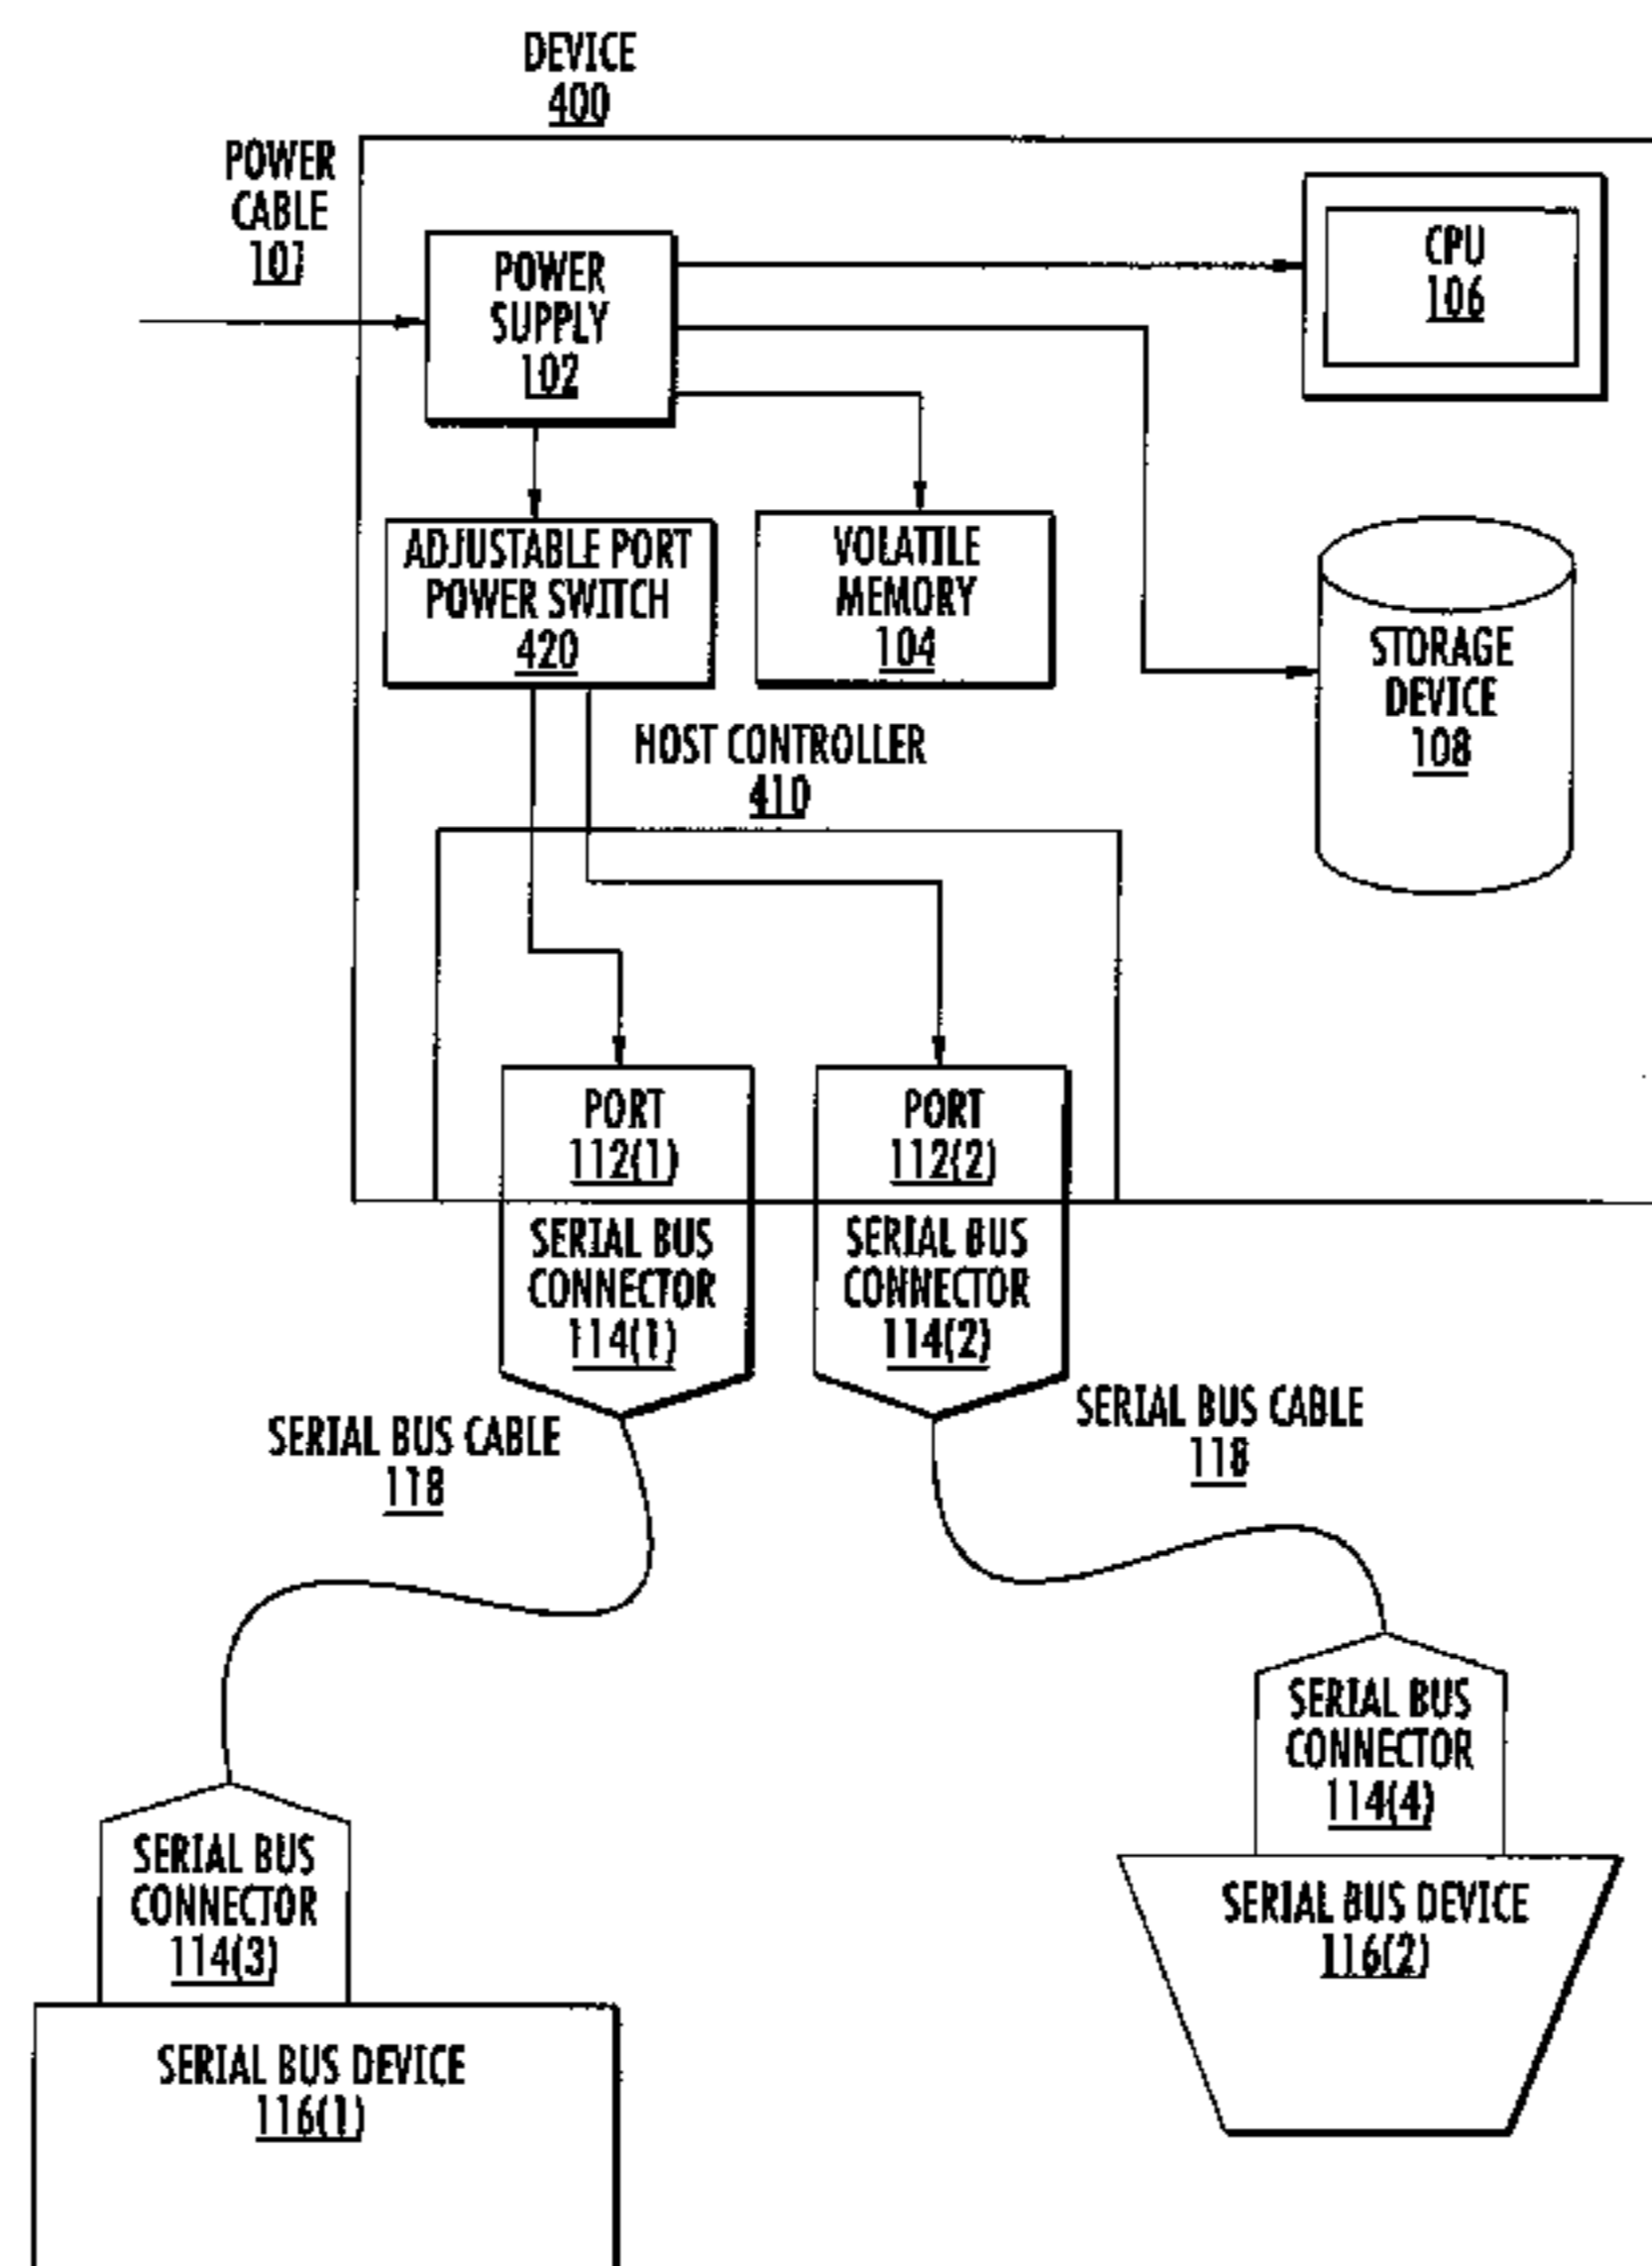 DEVICE
400
POWER
CABLE
101
POWER
SUPPLY
102
CPU
106
ADJUSTABLE PORT
POWER SWITCH
420
VOLATILE
MEMORY
104
STORAGE
DEVICE
108
HOST CONTROLLER
410
PORT
112(1)
PORT
112(2)
SERIAL BUS
CONNECTOR
114(1)
SERIAL BUS
CONNECTOR
114(2)
SERIAL BUS CABLE
118
SERIAL BUS CABLE
118
SERIAL BUS
CONNECTOR
114(3)
SERIAL BUS
CONNECTOR
114(4)
SERIAL BUS DEVICE
116(1)
SERIAL BUS DEVICE
116(2)